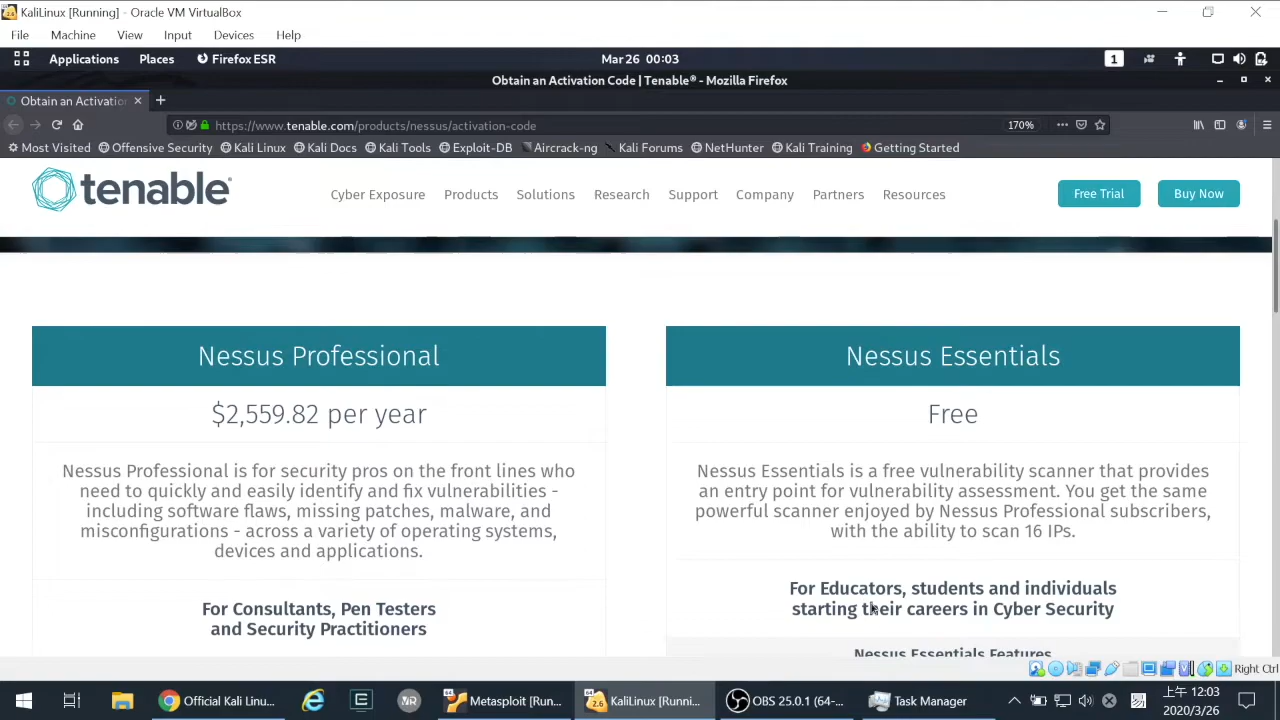 KaliLinux [Running] - Oracle VM VirtualBox
File Machine View Input Devices Help
Applications Places Firefox ESR Mar 26 00:03 1
Obtain an Activation Code | Tenable® - Mozilla Firefox
Obtain an Activatio
https://www.tenable.com/products/nessus/activation-code 170%
Most Visited Offensive Security Kali Linux Kali Docs Kali Tools Exploit-DB Aircrack-ng Kali Forums NetHunter Kali Training Getting Started
tenable® Cyber Exposure Products Solutions Research Support Company Partners Resources Free Trial Buy Now
Nessus Professional
$2,559.82 per year
Nessus Professional is for security pros on the front lines who
need to quickly and easily identify and fix vulnerabilities -
including software flaws, missing patches, malware, and
misconfigurations - across a variety of operating systems,
devices and applications.
For Consultants, Pen Testers
and Security Practitioners
Nessus Essentials
Free
Nessus Essentials is a free vulnerability scanner that provides
an entry point for vulnerability assessment. You get the same
powerful scanner enjoyed by Nessus Professional subscribers,
with the ability to scan 16 IPs.
For Educators, students and individuals
starting their careers in Cyber Security
Nessus Essentials Features
Right Ctrl
Official Kali Linu... MR Metasploit [Run... KaliLinux [Runni... OBS 25.0.1 (64-... Task Manager
上午 12:03
2020/3/26